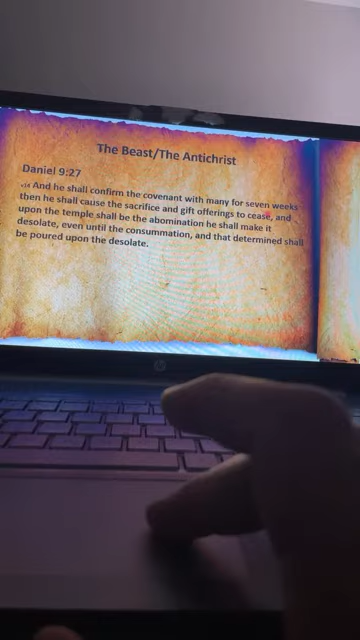 The Beast/The Antichrist
Daniel 9:27
And he shall confirm the covenant with many for seven weeks
then he shall cause the sacrifice and gift offerings to cease, and
upon the temple shall be the abomination he shall make it
desolate, even until the consummation, and that determined shall
be poured upon the desolate.
hp